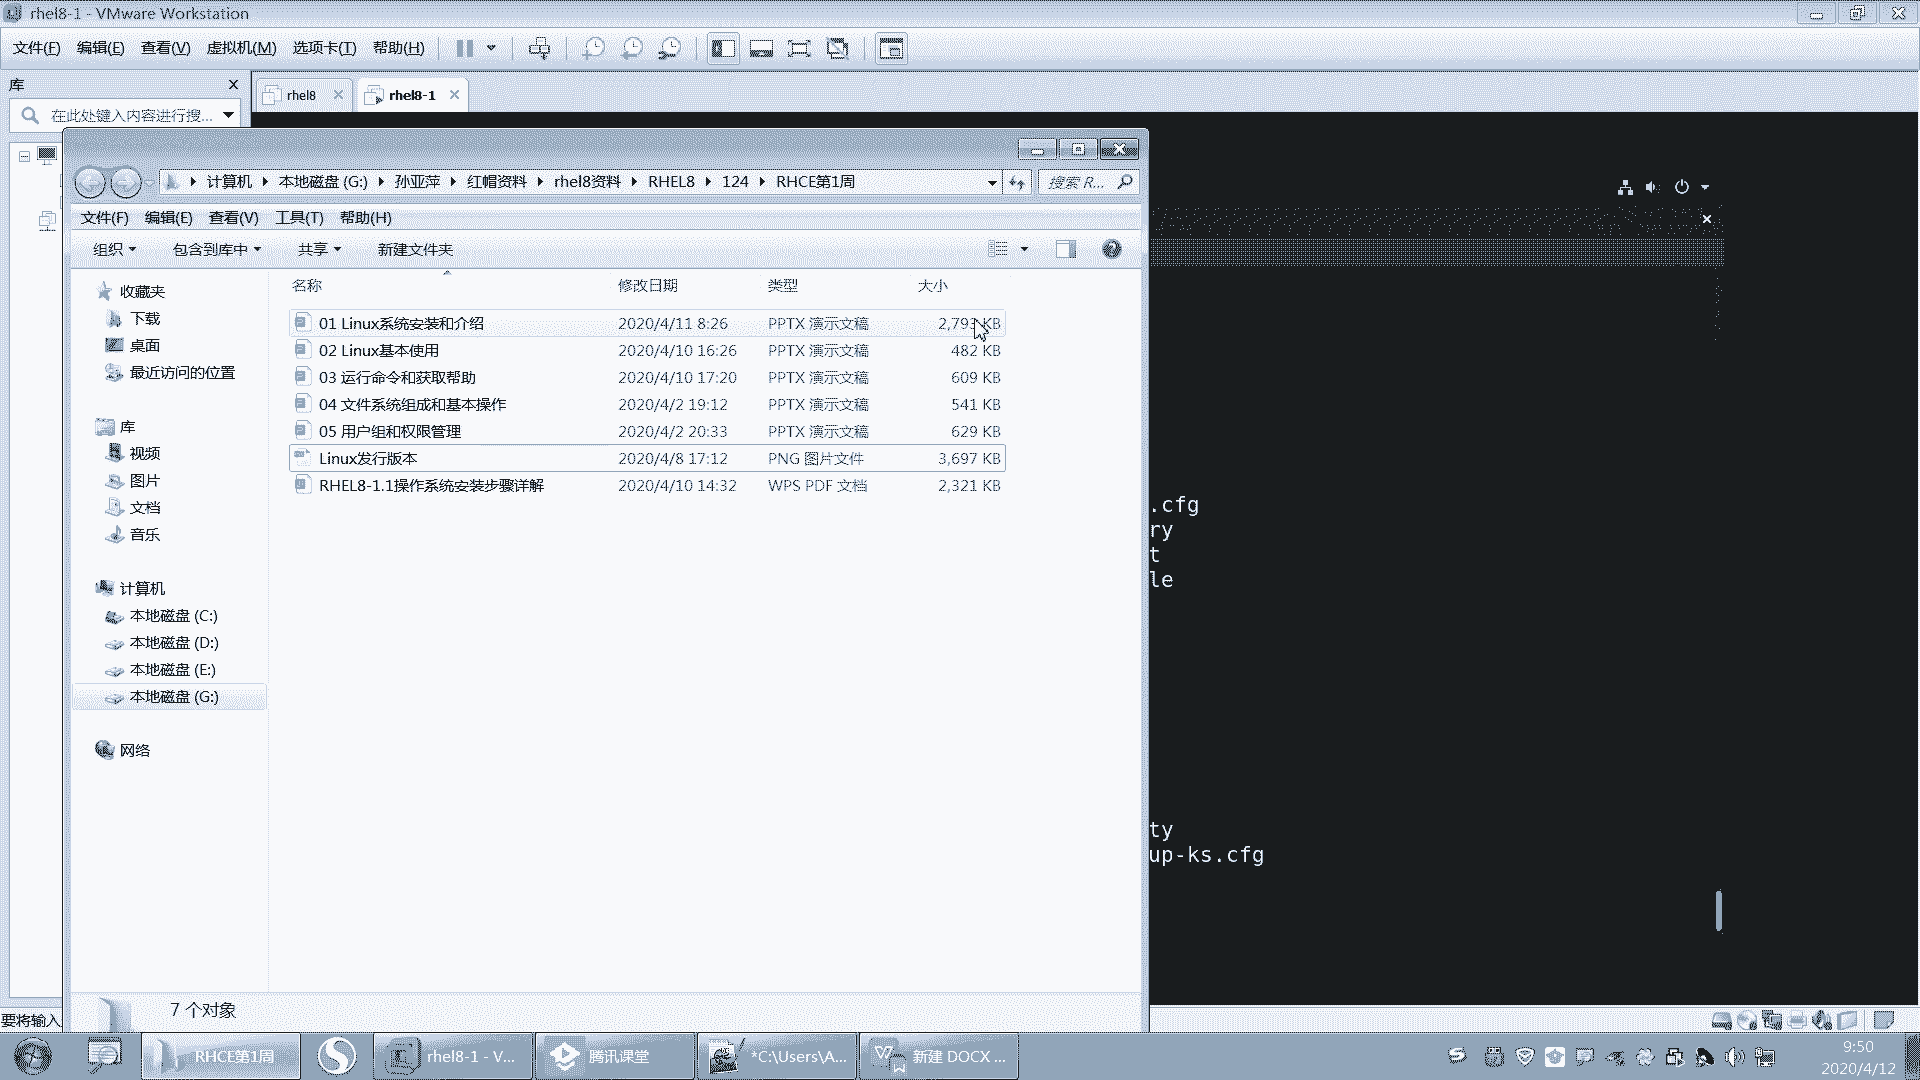 rhel8-1 - VMware Workstation
文件(F) 编辑(E) 查看(V) 虚拟机(M) 选项卡(T) 帮助(H)
库
在此处键入内容进行搜...
rhel8
rhel8-1
计算机 本地磁盘 (G:) 孙亚萍 红帽资料 rhel8资料 RHEL8 124 RHCE第1周
搜索 R...
文件(F) 编辑(E) 查看(V) 工具(T) 帮助(H)
组织 包含到库中 共享 新建文件夹
名称 修改日期 类型 大小
01 Linux系统安装和介绍 2020/4/11 8:26 PPTX 演示文稿 2,793 KB
02 Linux基本使用 2020/4/10 16:26 PPTX 演示文稿 482 KB
03 运行命令和获取帮助 2020/4/10 17:20 PPTX 演示文稿 609 KB
04 文件系统组成和基本操作 2020/4/2 19:12 PPTX 演示文稿 541 KB
05 用户组和权限管理 2020/4/2 20:33 PPTX 演示文稿 629 KB
Linux发行版本 2020/4/8 17:12 PNG 图片文件 3,697 KB
RHEL8-1.1操作系统安装步骤详解 2020/4/10 14:32 WPS PDF 文档 2,321 KB
收藏夹
下载
桌面
最近访问的位置
库
视频
图片
文档
音乐
计算机
本地磁盘 (C:)
本地磁盘 (D:)
本地磁盘 (E:)
本地磁盘 (G:)
网络
.cfg
ry
t
le
ty
up-ks.cfg
7 个对象
要将输入
RHCE第1周
rhel8-1 - V...
腾讯课堂
*C:\Users\A...
新建 DOCX ...
9:50
2020/4/12